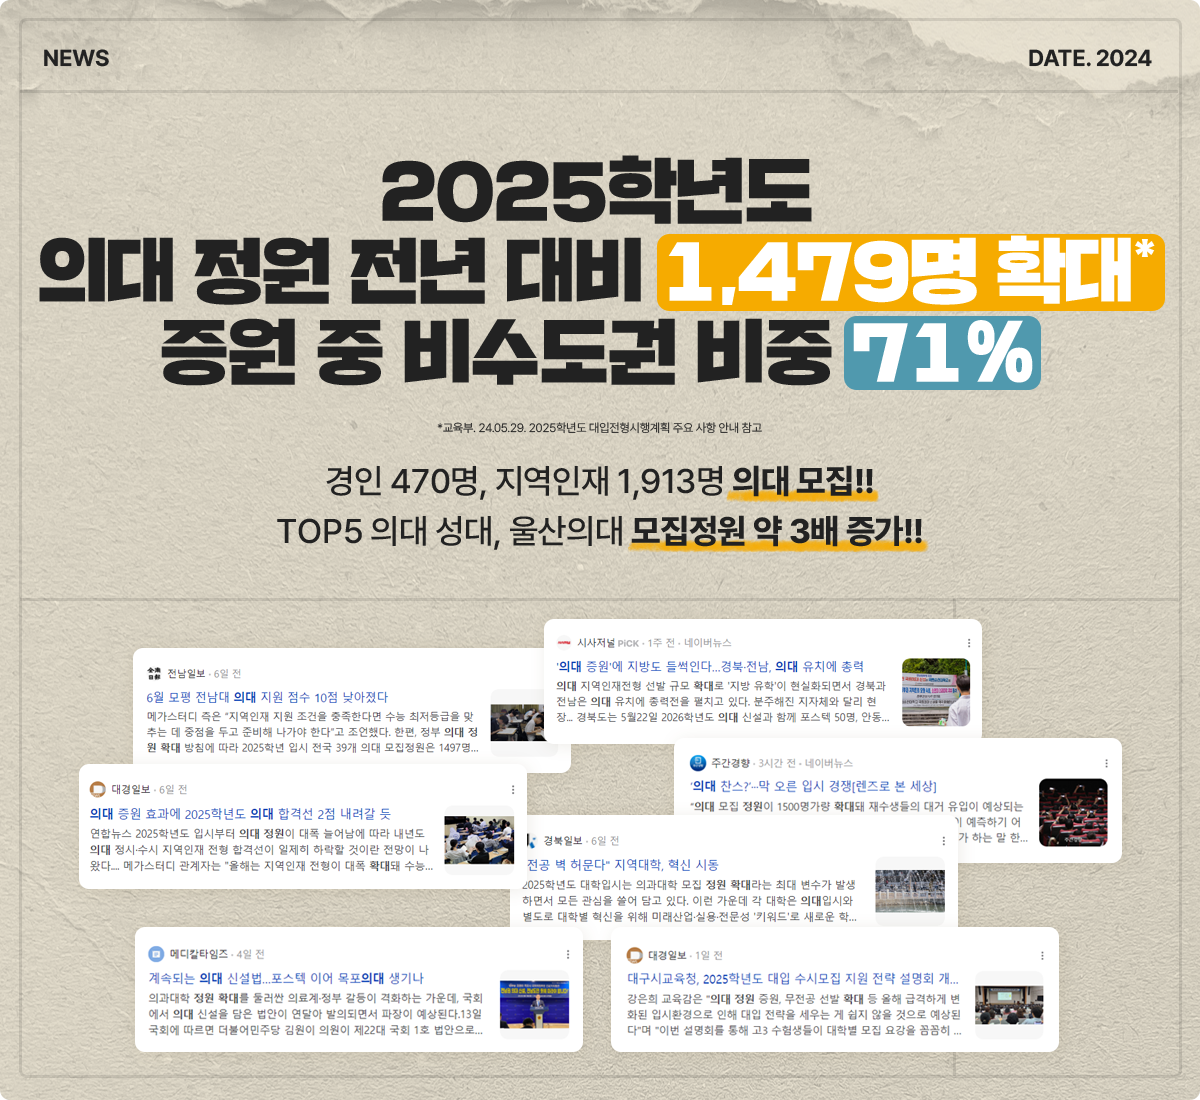 NEWS
DATE. 2024
2025학년도
의대 정원 전년 대비 1,479명 확대*
증원 중 비수도권 비중 71%
*교육부. 24.05.29. 2025학년도 대입전형시행계획 주요 사항 안내 참고
경인 470명, 지역인재 1,913명 의대 모집!!
TOP5 의대 성대, 울산의대 모집정원 약 3배 증가!!
전남일보 · 6일 전
6월 모평 전남대 의대 지원 점수 10점 낮아졌다
메가스터디 측은 "지역인재 지원 조건을 충족한다면 수능 최저등급을 맞
추는 데 중점을 두고 준비해 나가야 한다"고 조언했다. 한편, 정부 의대 정
원 확대 방침에 따라 2025학년 입시 전국 39개 의대 모집정원은 1497명...
시사저널 PiCK · 1주 전 · 네이버뉴스
'의대 증원'에 지방도 들썩인다...경북·전남, 의대 유치에 총력
의대 지역인재전형 선발 규모 확대로 '지방 유학'이 현실화되면서 경북과
전남은 의대 유치에 총력전을 펼치고 있다. 분주해진 지자체와 달리 현
장... 경북도는 5월22일 2026학년도 의대 신설과 함께 포스텍 50명, 안동...
주간경향 · 3시간 전 · 네이버뉴스
'의대 찬스?'···막 오른 입시 경쟁[렌즈로 본 세상]
"의대 모집 정원이 1500명가량 확대돼 재수생들의 대거 유입이 예상되는
이 예측하기 어
가 하는 말 한...
대경일보 · 6일 전
의대 증원 효과에 2025학년도 의대 합격선 2점 내려갈 듯
연합뉴스 2025학년도 입시부터 의대 정원이 대폭 늘어남에 따라 내년도
의대 정시·수시 지역인재 전형 합격선이 일제히 하락할 것이란 전망이 나
왔다.... 메가스터디 관계자는 "올해는 지역인재 전형이 대폭 확대돼 수능...
경북일보 · 6일 전
"전공 벽 허문다" 지역대학, 혁신 시동
2025학년도 대학입시는 의과대학 모집 정원 확대라는 최대 변수가 발생
하면서 모든 관심을 쓸어 담고 있다. 이런 가운데 각 대학은 의대입시와
별도로 대학별 혁신을 위해 미래산업·실용·전문성 '키워드'로 새로운 학...
메디칼타임즈 · 4일 전
계속되는 의대 신설법...포스텍 이어 목포의대 생기나
의과대학 정원 확대를 둘러싼 의료계·정부 갈등이 격화하는 가운데, 국회
에서 의대 신설을 담은 법안이 연달아 발의되면서 파장이 예상된다.13일
국회에 따르면 더불어민주당 김원이 의원이 제22대 국회 1호 법안으로...
대경일보 · 1일 전
대구시교육청, 2025학년도 대입 수시모집 지원 전략 설명회 개...
강은희 교육감은 "의대 정원 증원, 무전공 선발 확대 등 올해 급격하게 변
화된 입시환경으로 인해 대입 전략을 세우는 게 쉽지 않을 것으로 예상된
다"며 "이번 설명회를 통해 고3 수험생들이 대학별 모집 요강을 꼼꼼히 ...